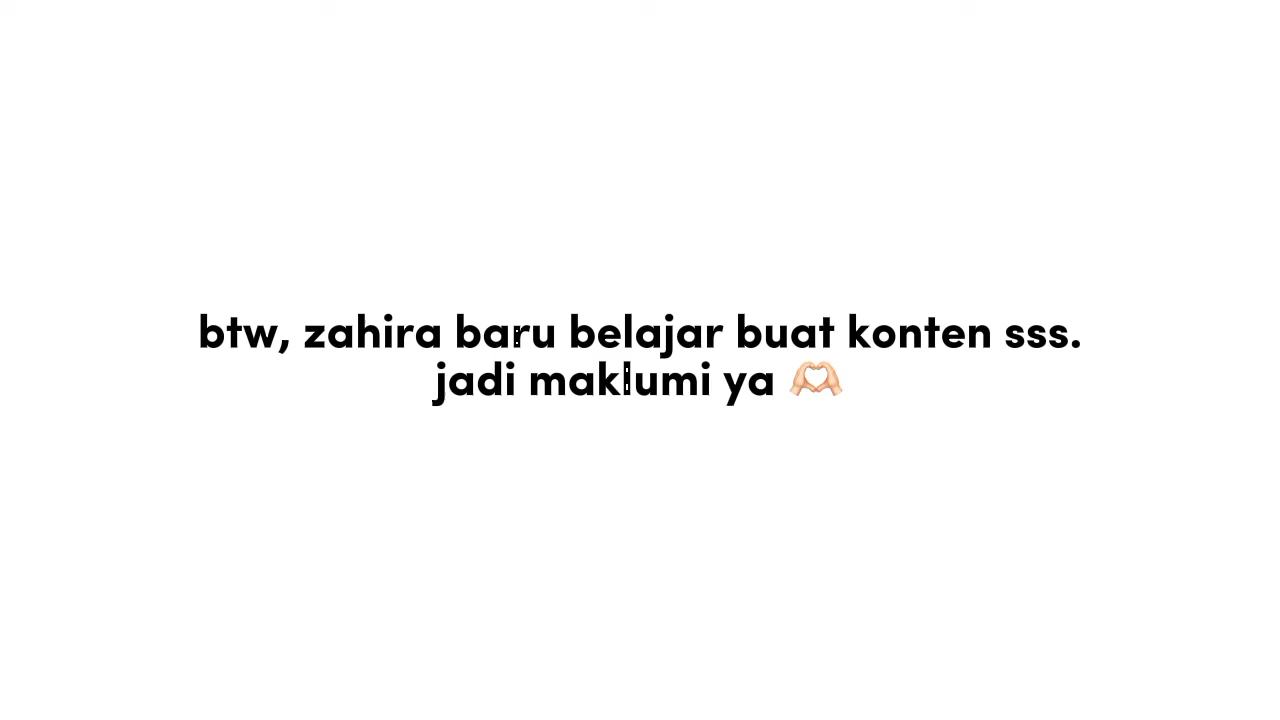 btw, zahira baru belajar buat konten sss.
jadi maklumi ya 🫶🏻